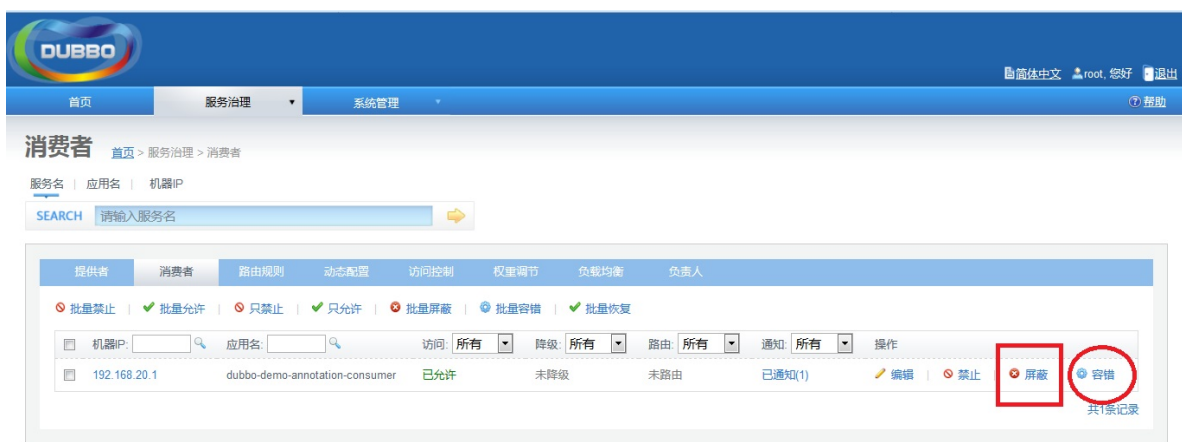 DUBBO
简体中文 root, 您好 退出
首页 服务治理 系统管理 帮助
消费者 首页 > 服务治理 > 消费者
服务名 | 应用名 | 机器IP
SEARCH 请输入服务名
提供者 消费者 路由规则 动态配置 访问控制 权重调节 负载均衡 负责人
批量禁止 | 批量允许 | 只禁止 | 只允许 | 批量屏蔽 | 批量容错 | 批量恢复
机器IP: 应用名: 访问: 所有 降级: 所有 路由: 所有 通知: 所有 操作
192.168.20.1 dubbo-demo-annotation-consumer 已允许 未降级 未路由 已通知(1) 编辑 | 禁止 | 屏蔽 | 容错
共1条记录